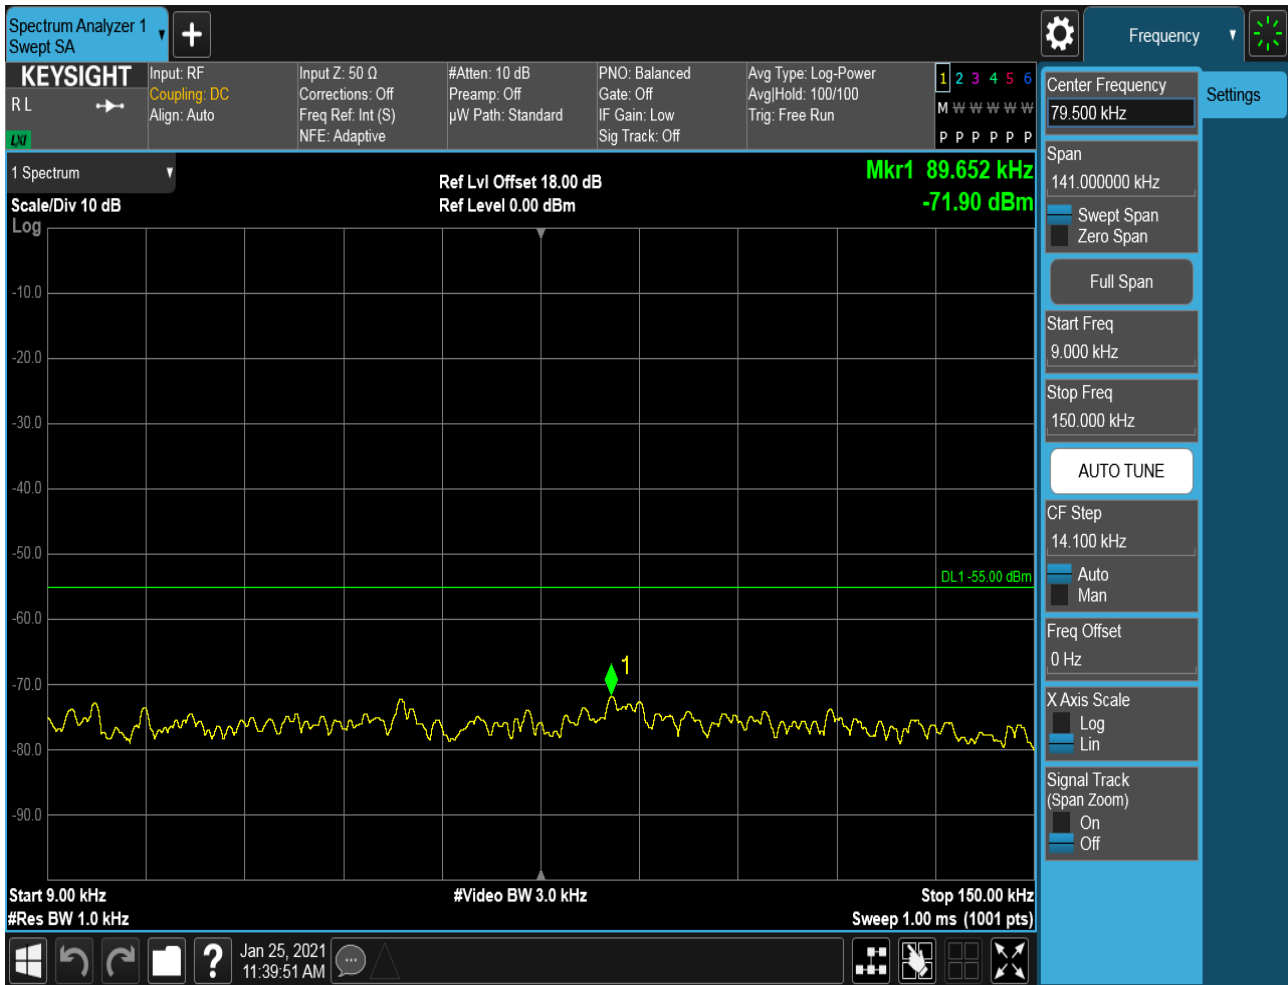 Spectrum Analyzer 1
Swept SA
Frequency
KEYSIGHT
R L
LXI
Input: RF
Coupling: DC
Align: Auto
Input Z: 50 Ω
Corrections: Off
Freq Ref: Int (S)
NFE: Adaptive
#Atten: 10 dB
Preamp: Off
µW Path: Standard
PNO: Balanced
Gate: Off
IF Gain: Low
Sig Track: Off
Avg Type: Log-Power
Avg|Hold: 100/100
Trig: Free Run
1 2 3 4 5 6
M W W W W W
P P P P P P
1 Spectrum
Scale/Div 10 dB
Log
Ref Lvl Offset 18.00 dB
Ref Level 0.00 dBm
Mkr1 89.652 kHz
-71.90 dBm
-10.0
-20.0
-30.0
-40.0
-50.0
DL1 -55.00 dBm
-60.0
1
-70.0
-80.0
-90.0
Start 9.00 kHz
#Video BW 3.0 kHz
Stop 150.00 kHz
#Res BW 1.0 kHz
Sweep 1.00 ms (1001 pts)
?
Jan 25, 2021
11:39:51 AM
Center Frequency
79.500 kHz
Settings
Span
141.000000 kHz
Swept Span
Zero Span
Full Span
Start Freq
9.000 kHz
Stop Freq
150.000 kHz
AUTO TUNE
CF Step
14.100 kHz
Auto
Man
Freq Offset
0 Hz
X Axis Scale
Log
Lin
Signal Track
(Span Zoom)
On
Off